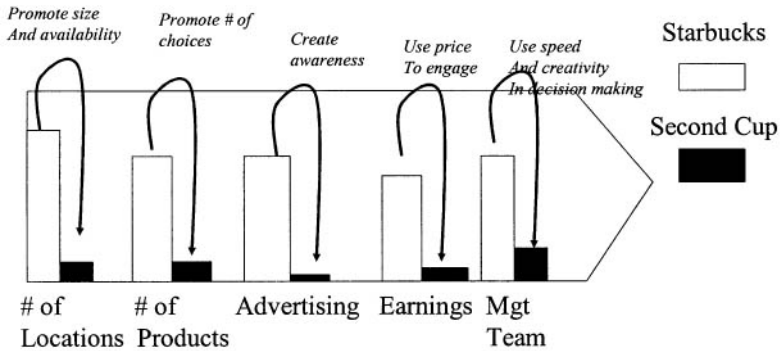 Promote size
And availability
Promote # of
choices
Create
awareness
Use price
To engage
Use speed
And creativity
In decision making
Starbucks
Second Cup
# of
Locations
# of
Products
Advertising
Earnings
Mgt
Team